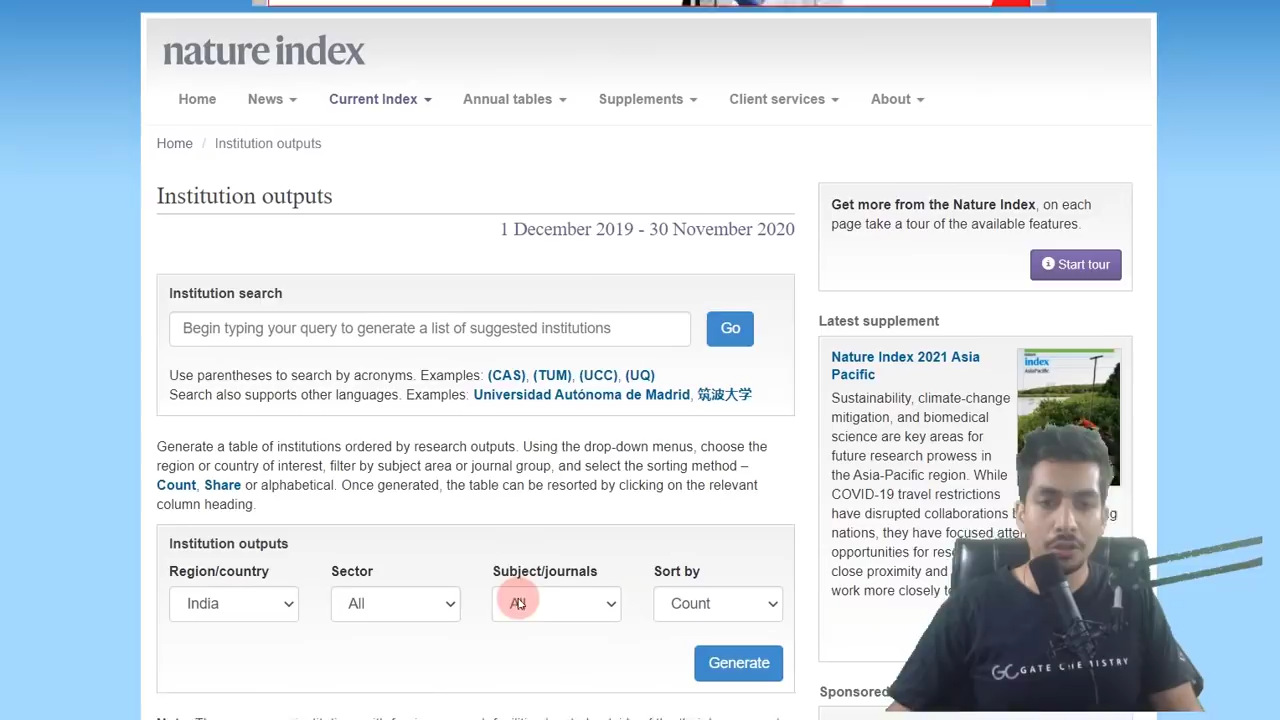 nature index
Home News Current Index Annual tables Supplements Client services About
Home / Institution outputs
Institution outputs
1 December 2019 - 30 November 2020
Institution search
Begin typing your query to generate a list of suggested institutions
Go
Use parentheses to search by acronyms. Examples: (CAS), (TUM), (UCC), (UQ)
Search also supports other languages. Examples: Universidad Autónoma de Madrid, 筑波大学
Generate a table of institutions ordered by research outputs. Using the drop-down menus, choose the
region or country of interest, filter by subject area or journal group, and select the sorting method –
Count, Share or alphabetical. Once generated, the table can be resorted by clicking on the relevant
column heading.
Institution outputs
Region/country Sector Subject/journals Sort by
India All All Count
Generate
Get more from the Nature Index, on each
page take a tour of the available features.
Start tour
Latest supplement
Nature Index 2021 Asia
Pacific
index
Sustainability, climate-change
mitigation, and biomedical
science are key areas for
future research prowess in
the Asia-Pacific region. While
COVID-19 travel restrictions
have disrupted collaborations
nations, they have focused
opportunities for
close proximity and
work more closely
Sponsored
GC GATE CHEMISTRY